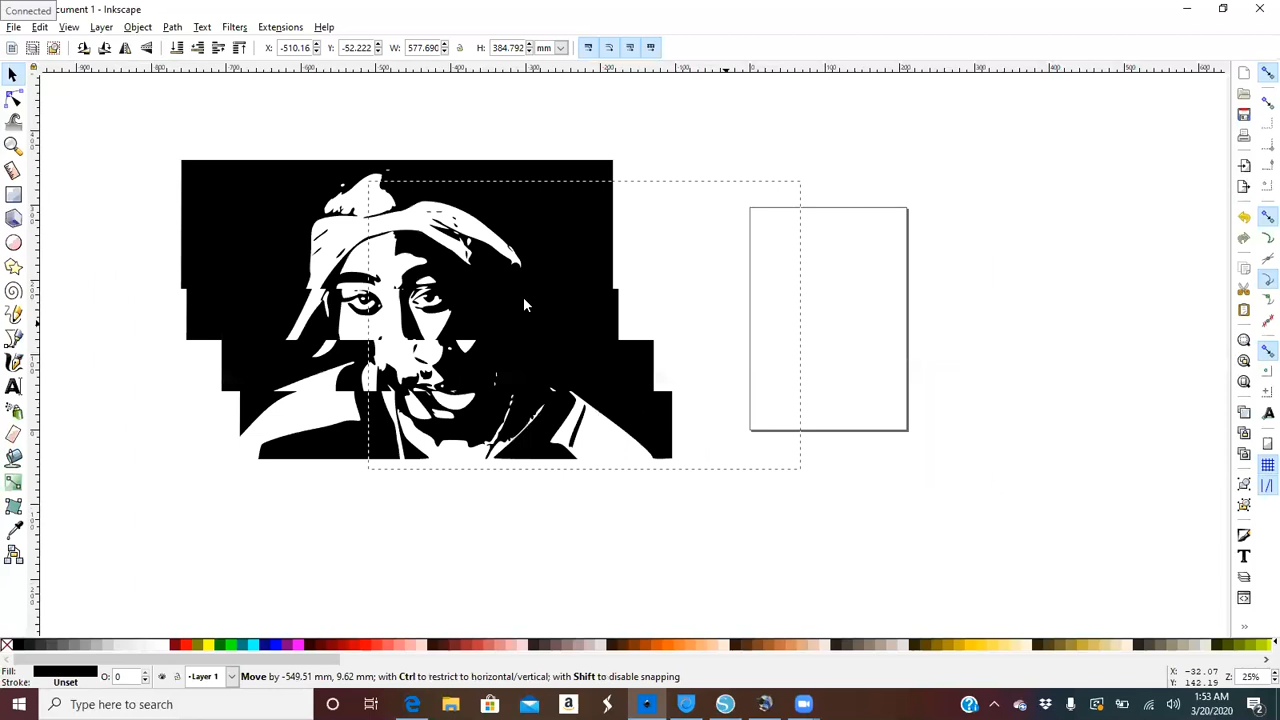 Connected
ocument 1 - Inkscape
File Edit View Layer Object Path Text Filters Extensions Help
X: -510.16 Y: -52.222 W: 577.690 H: 384.792 mm
Fill:
Stroke: Unset
O: 0
Layer 1
Move by -549.51 mm, 9.62 mm; with Ctrl to restrict to horizontal/vertical; with Shift to disable snapping
X: -32.07
Y: 142.19
Z: 25%
Type here to search
1:53 AM
3/20/2020